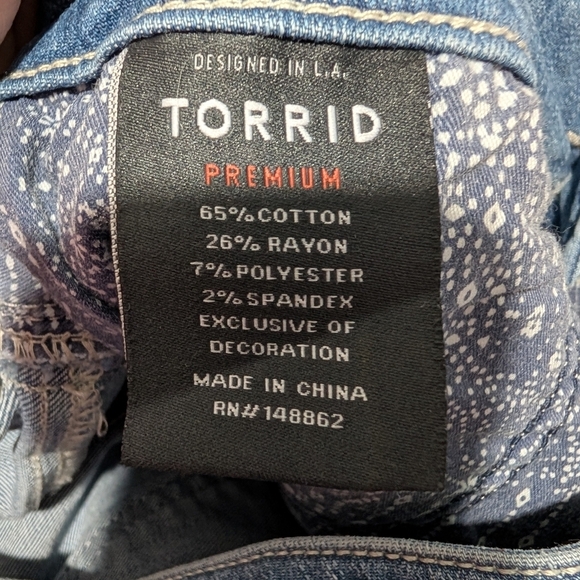 DESIGNED IN L.A.
TORRID
PREMIUM
65% COTTON
26% RAYON
7% POLYESTER
2% SPANDEX
EXCLUSIVE OF
DECORATION
MADE IN CHINA
RN# 148862